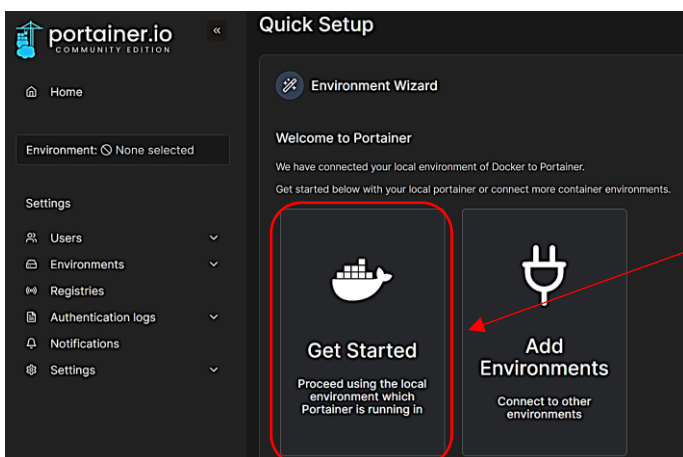 portainer.io
COMMUNITY EDITION
«
Home
Environment: None selected
Settings
Users
Environments
Registries
Authentication logs
Notifications
Settings
Quick Setup
Environment Wizard
Welcome to Portainer
We have connected your local environment of Docker to Portainer.
Get started below with your local portainer or connect more container environments.
Get Started
Proceed using the local
environment which
Portainer is running in
Add
Environments
Connect to other
environments